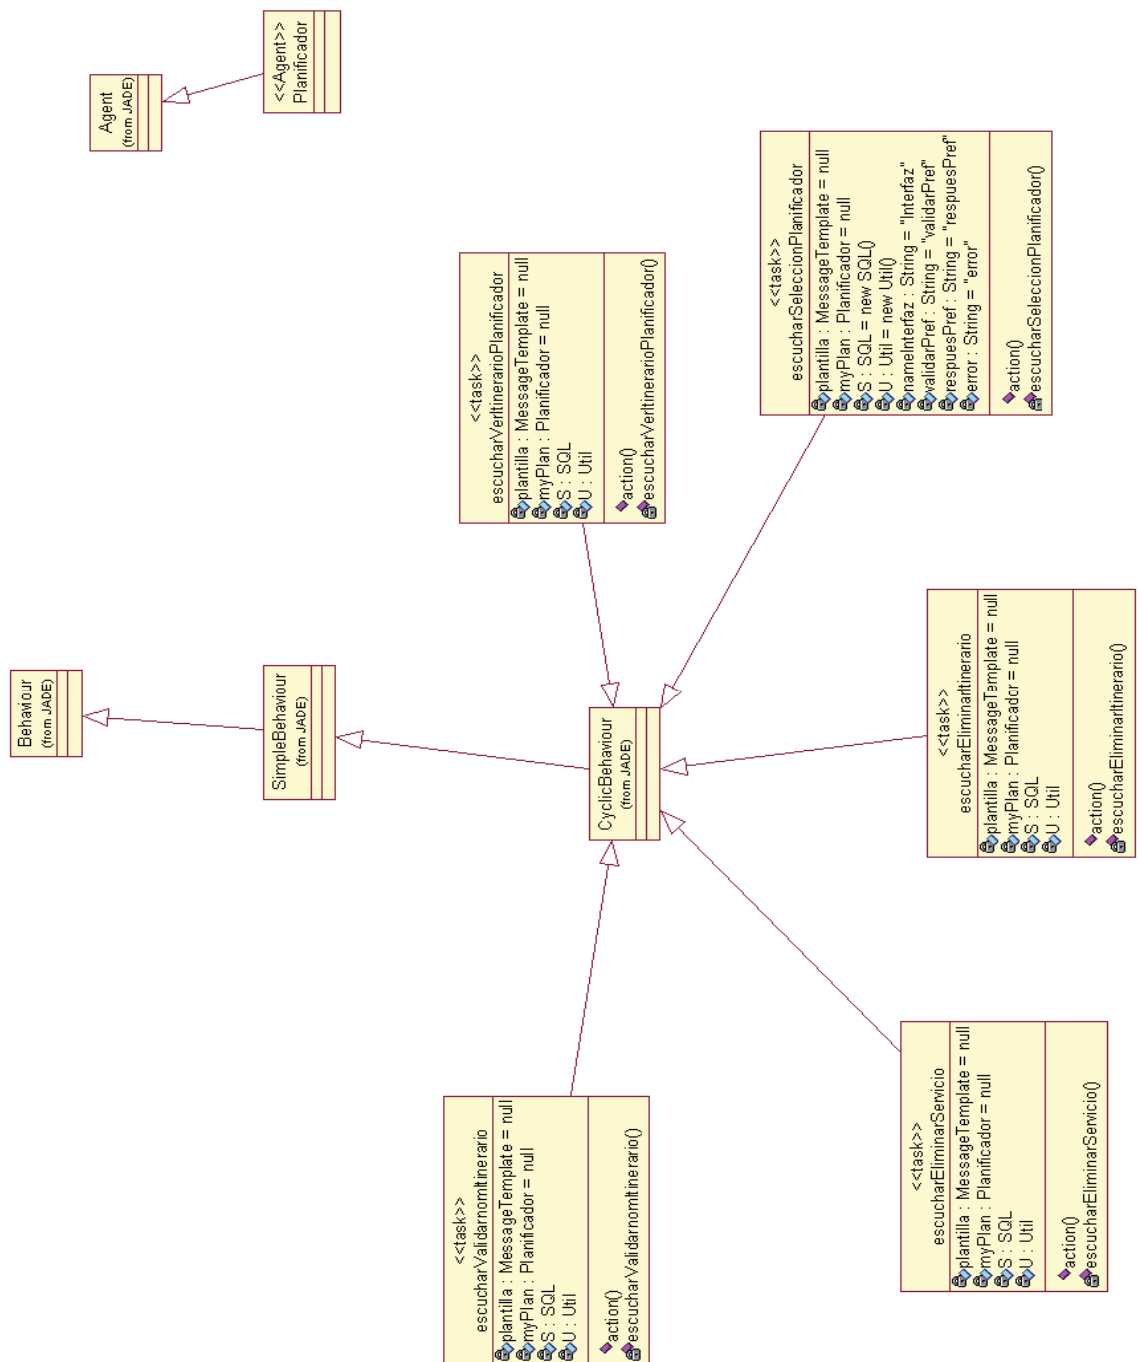 Behaviour
(from JADE)
Agent
(from JADE)
SimpleBehaviour
(from JADE)
<<Agent>>
Planificador
<<task>>
escucharValidarnomItinerario
plantilla : MessageTemplate = null
myPlan : Planificador = null
S : SQL
U : Util
action()
escucharValidarnomItinerario()
<<task>>
escucharVerItinerarioPlanificador
plantilla : MessageTemplate = null
myPlan : Planificador = null
S : SQL
U : Util
action()
escucharVerItinerarioPlanificador()
CyclicBehaviour
(from JADE)
<<task>>
escucharEliminarServicio
plantilla : MessageTemplate = null
myPlan : Planificador = null
S : SQL
U : Util
action()
escucharEliminarServicio()
<<task>>
escucharEliminarItinerario
plantilla : MessageTemplate = null
myPlan : Planificador = null
S : SQL
U : Util
action()
escucharEliminarItinerario()
<<task>>
escucharSeleccionPlanificador
plantilla : MessageTemplate = null
myPlan : Planificador = null
S : SQL = new SQL()
U : Util = new Util()
nameInterfaz : String = "Interfaz"
validarPref : String = "validarPref"
respuesPref : String = "respuesPref"
error : String = "error"
action()
escucharSeleccionPlanificador()